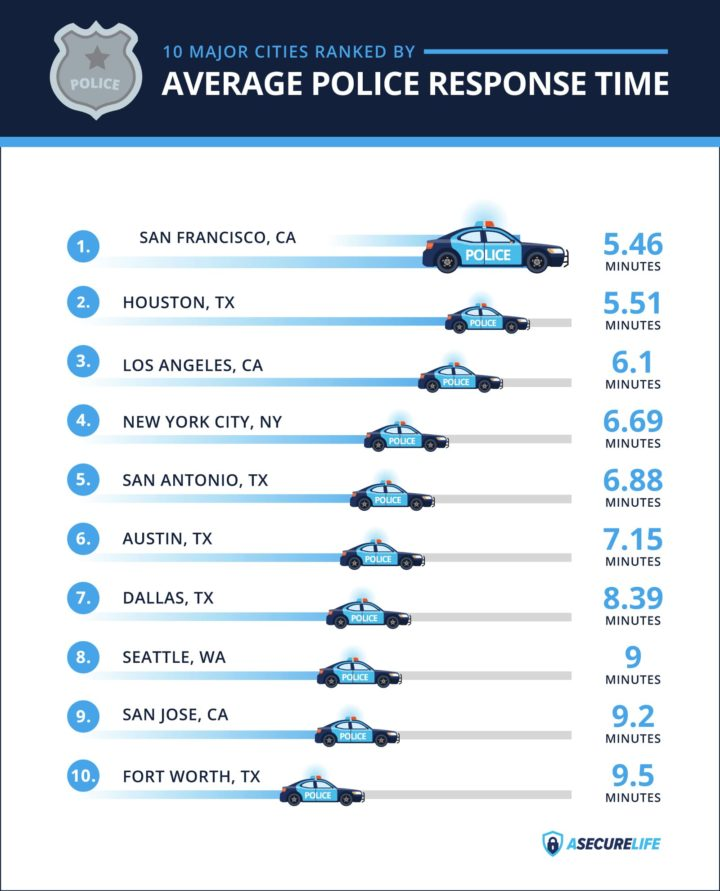 10 MAJOR CITIES RANKED BY
POLICE
AVERAGE POLICE RESPONSE TIME
1.
SAN FRANCISCO, CA
POLICE
5.46
MINUTES
2.
HOUSTON, TX
POLICE
5.51
MINUTES
3.
LOS ANGELES, CA
POLICE
6.1
MINUTES
4.
NEW YORK CITY, NY
POLICE
6.69
MINUTES
5.
SAN ANTONIO, TX
POLICE
6.88
MINUTES
6.
AUSTIN, TX
POLICE
7.15
MINUTES
7.
DALLAS, TX
POLICE
8.39
MINUTES
8.
SEATTLE, WA
POLICE
9
MINUTES
9.
SAN JOSE, CA
POLICE
9.2
MINUTES
10.
FORT WORTH, TX
POLICE
9.5
MINUTES
ASECURELIFE